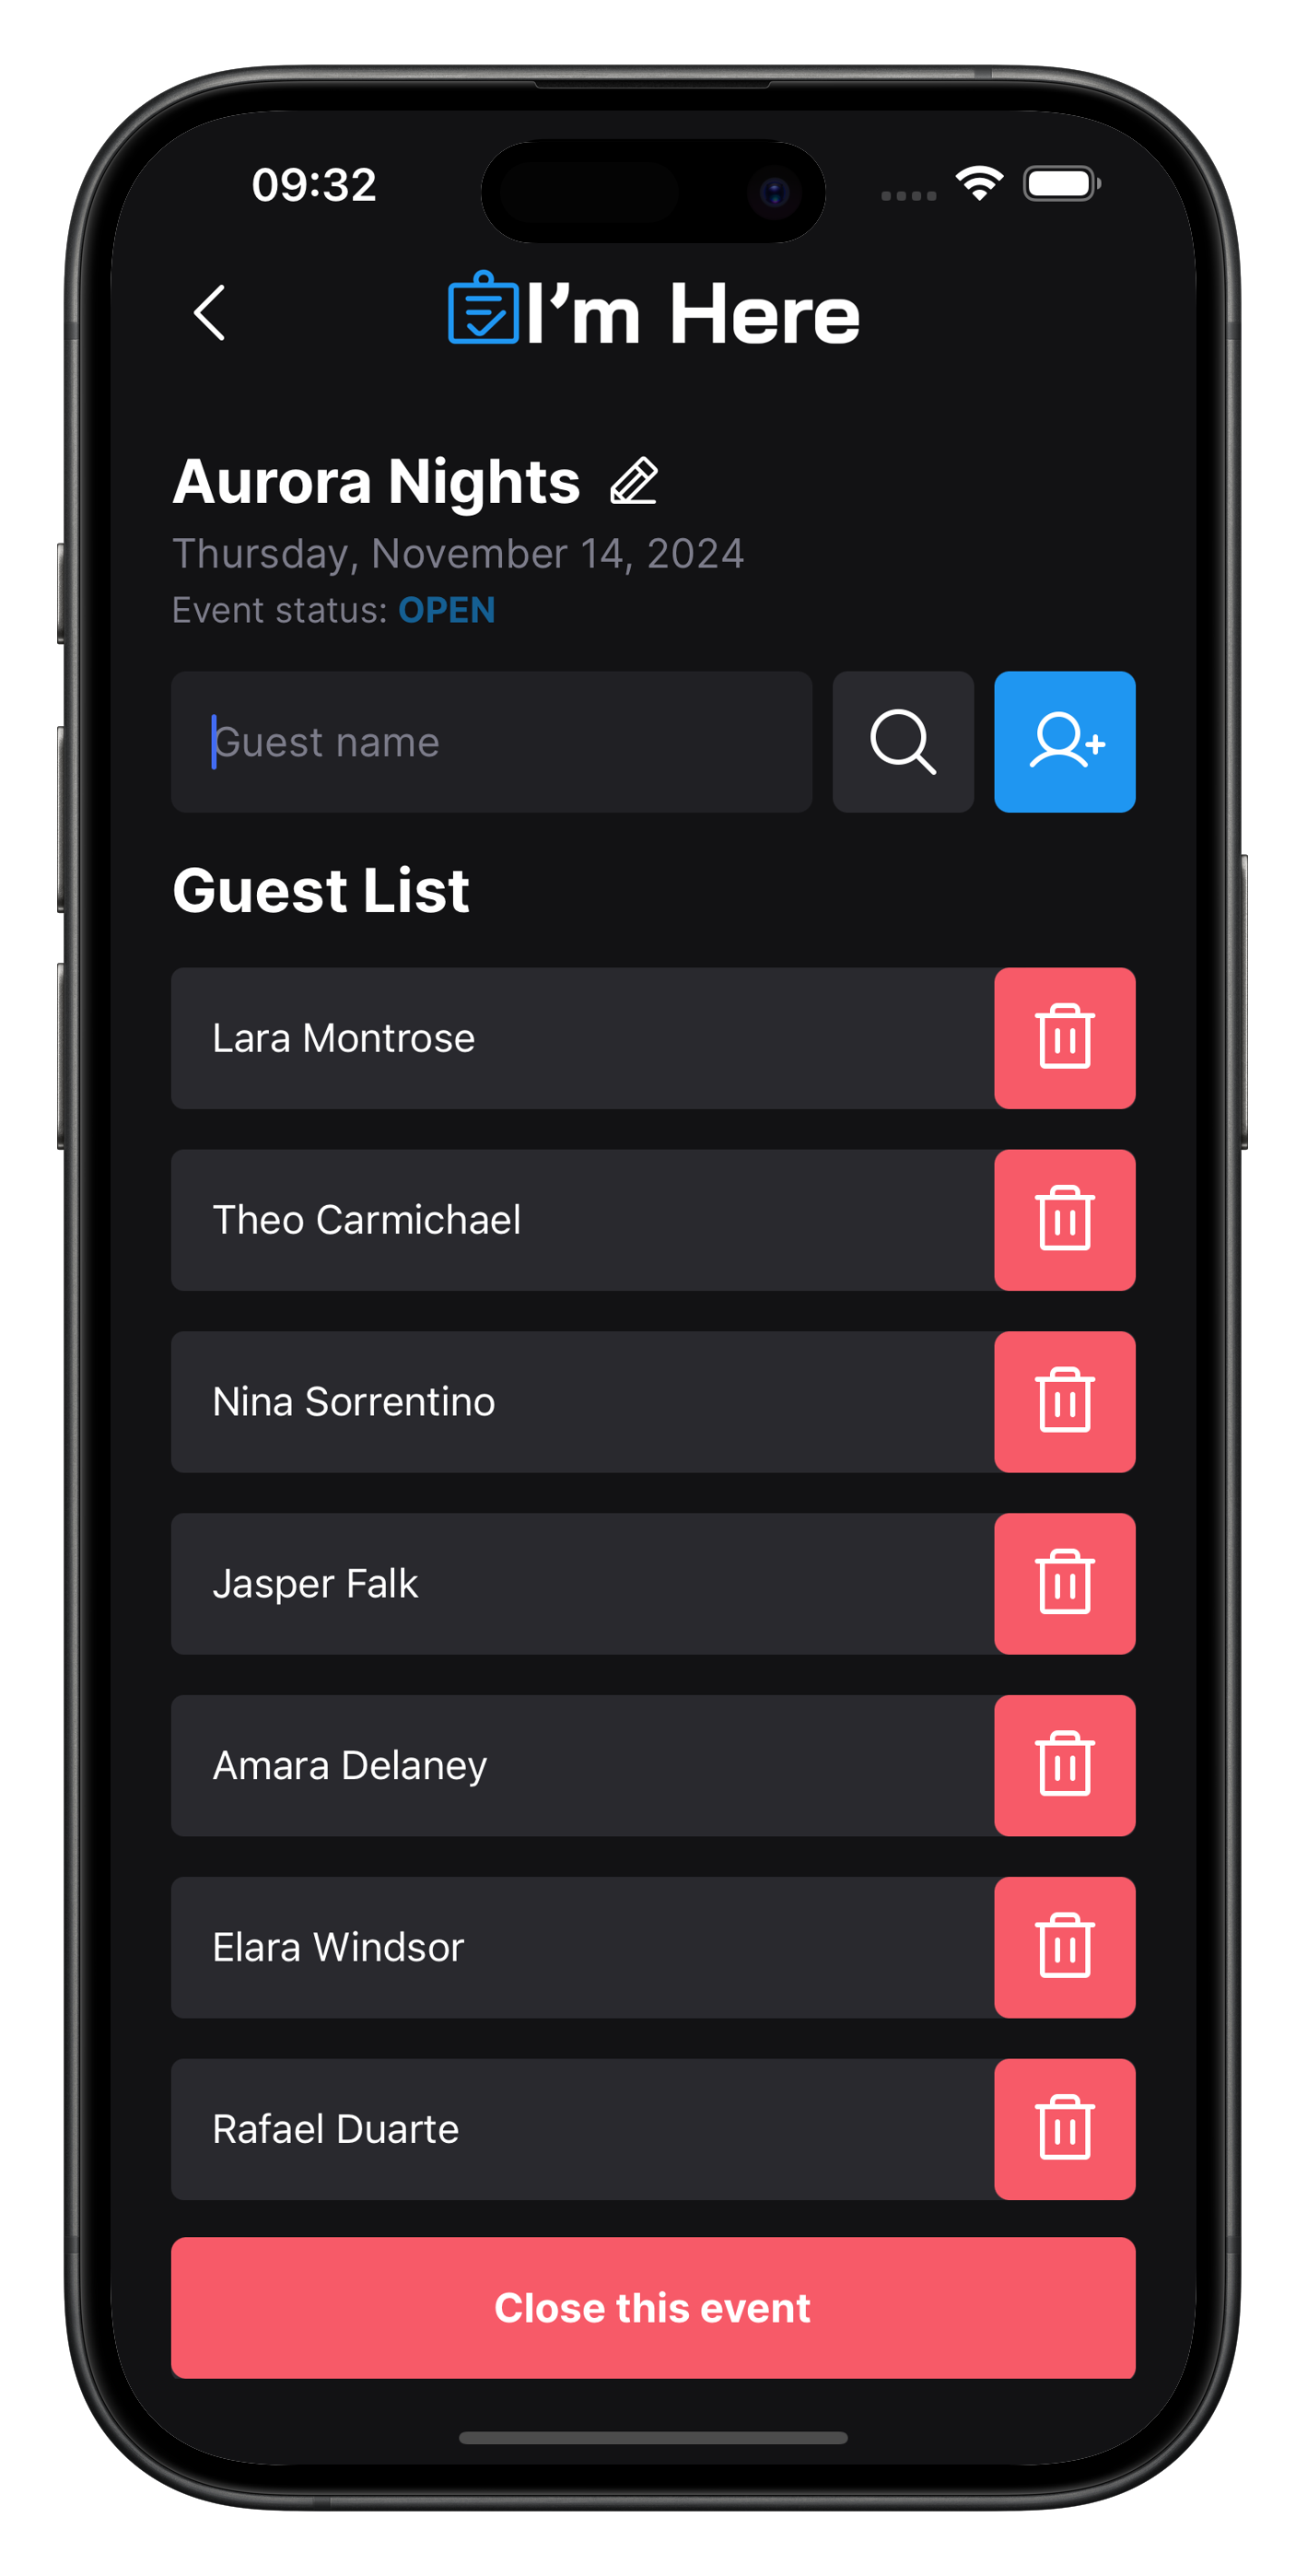 09:32
I’m Here
Aurora Nights
Thursday, November 14, 2024
Event status: OPEN
Guest name
Guest List
Lara Montrose
Theo Carmichael
Nina Sorrentino
Jasper Falk
Amara Delaney
Elara Windsor
Rafael Duarte
Close this event